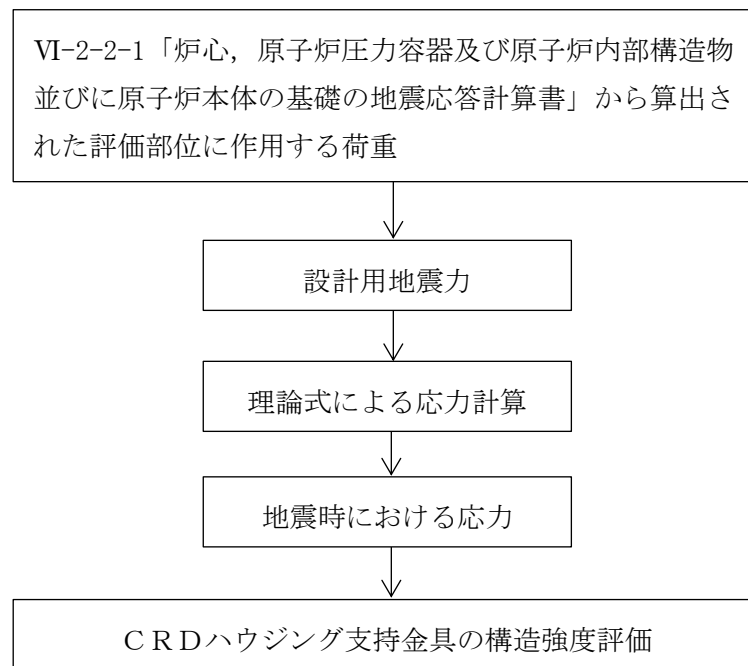 Ⅵ-2-2-1「炉心，原子炉圧力容器及び原子炉内部構造物
並びに原子炉本体の基礎の地震応答計算書」から算出さ
れた評価部位に作用する荷重
設計用地震力
理論式による応力計算
地震時における応力
ＣＲＤハウジング支持金具の構造強度評価